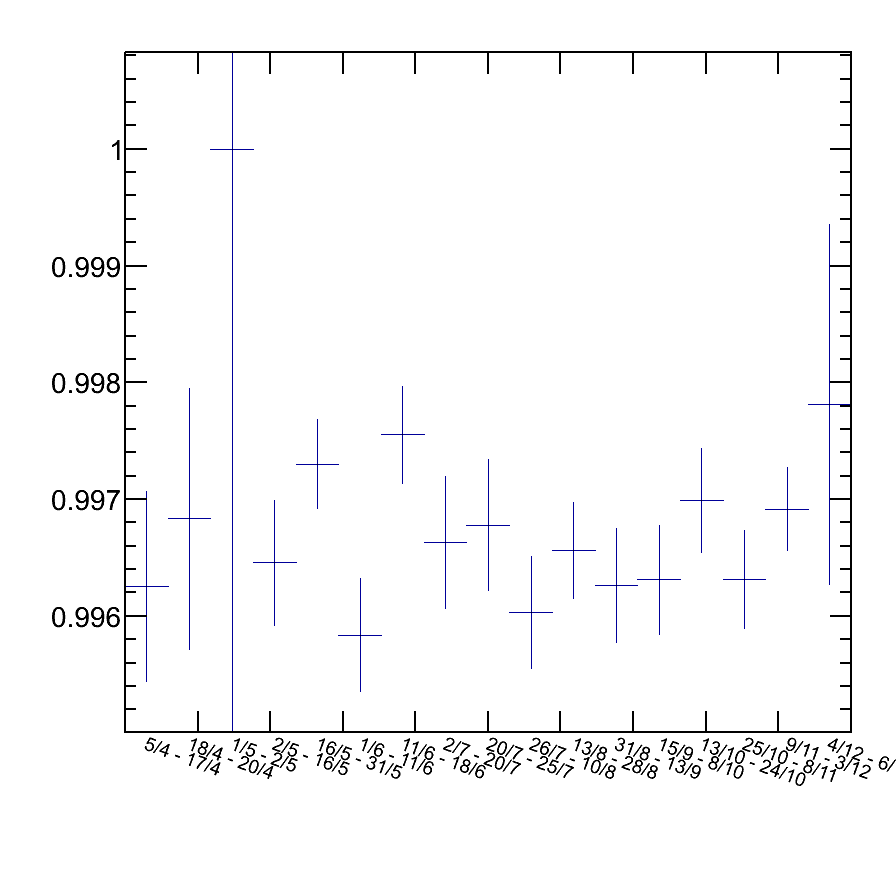 1
0.999
0.998
0.997
0.996
5/4 - 17/4
18/4 - 20/4
1/5 - 2/5
2/5 - 16/5
16/5 - 31/5
1/6 - 11/6
11/6 - 18/6
2/7 - 20/7
20/7 - 25/7
26/7 - 10/8
13/8 - 28/8
31/8 - 13/9
15/9 - 8/10
13/10 - 24/10
25/10 - 8/11
9/11 - 3/12
4/12 - 6/